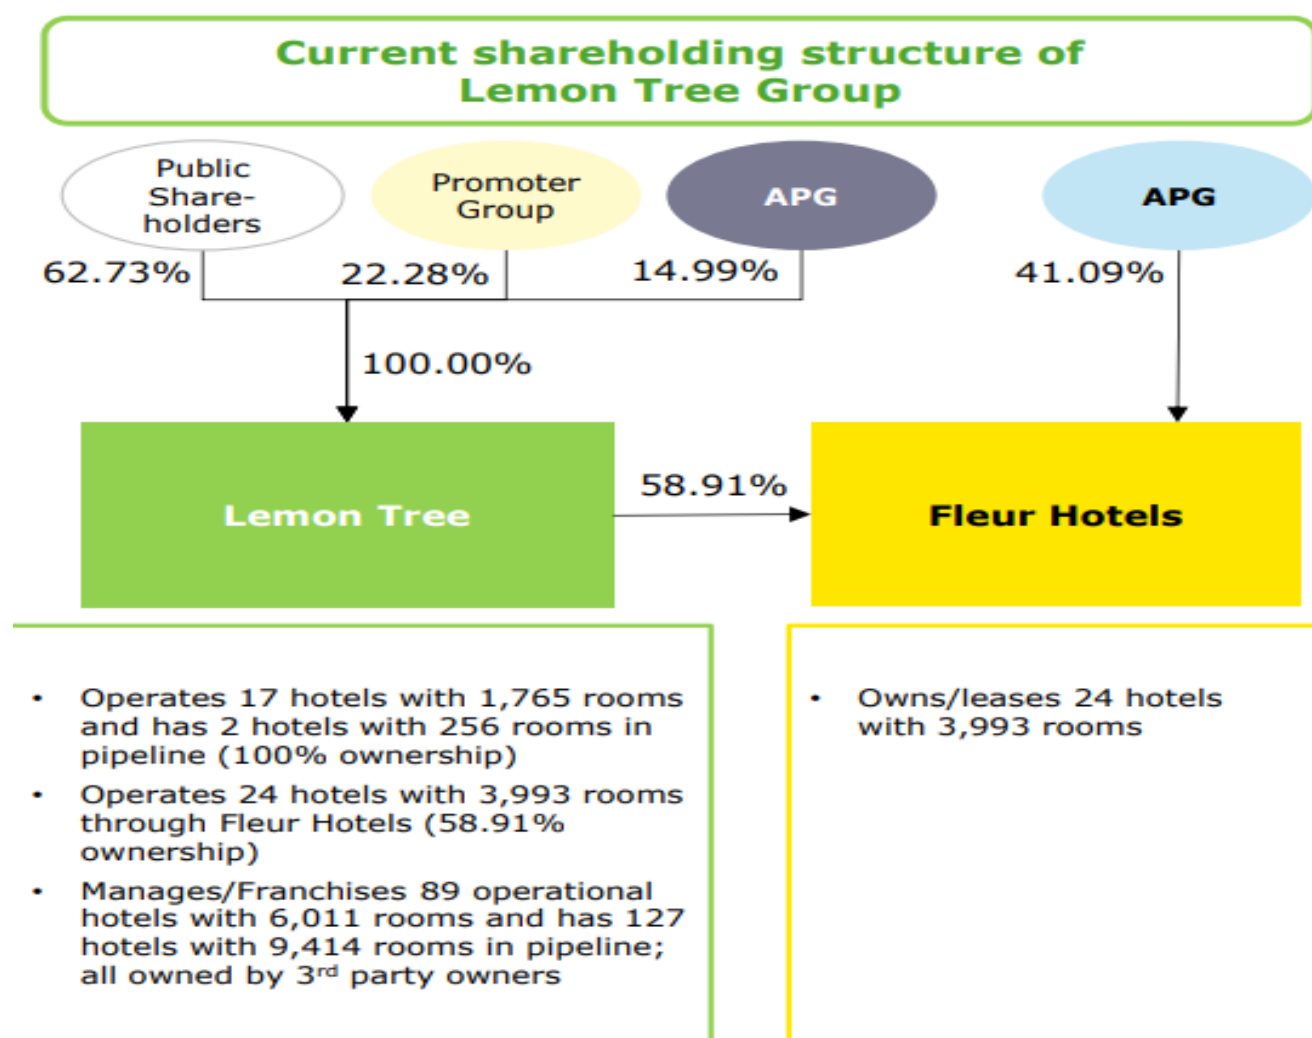 Current shareholding structure of
Lemon Tree Group
Public
Share-
holders
Promoter
Group
APG
APG
62.73%
22.28%
14.99%
41.09%
100.00%
Lemon Tree
58.91%
Fleur Hotels
• Operates 17 hotels with 1,765 rooms
and has 2 hotels with 256 rooms in
pipeline (100% ownership)
• Operates 24 hotels with 3,993 rooms
through Fleur Hotels (58.91%
ownership)
• Manages/Franchises 89 operational
hotels with 6,011 rooms and has 127
hotels with 9,414 rooms in pipeline;
all owned by 3rd party owners
• Owns/leases 24 hotels
with 3,993 rooms